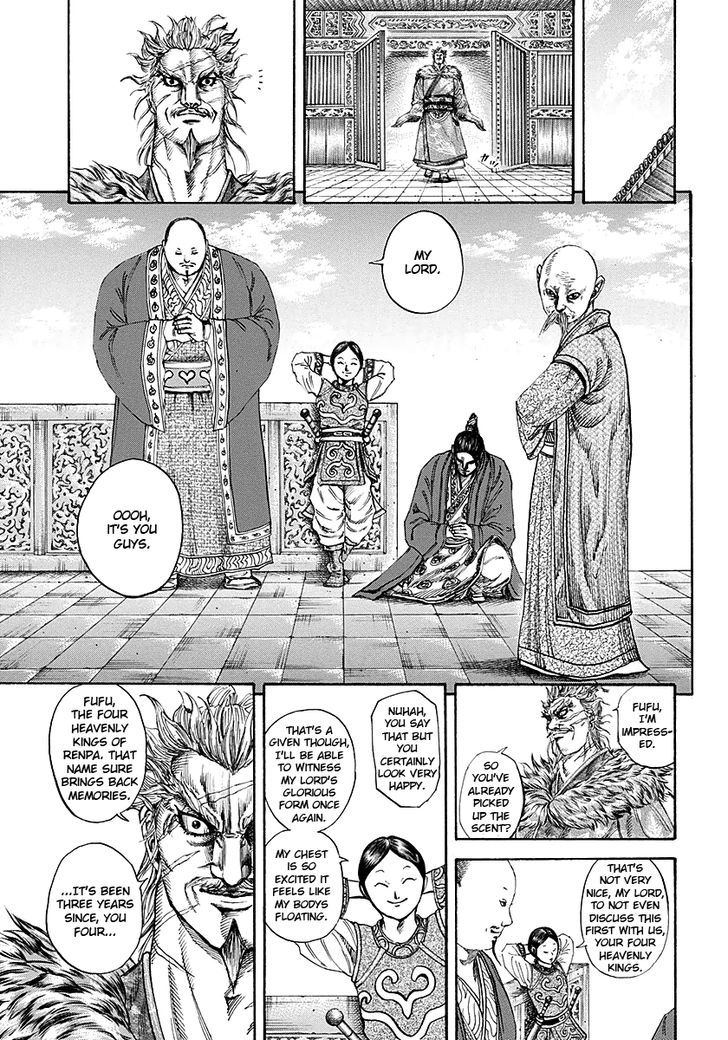 MY
LORD.
OOOH,
IT'S YOU
GUYS.
FUFU,
I'M
IMPRESS-
ED.
SO
YOU'VE
ALREADY
PICKED
UP THE
SCENT?
THAT'S
NOT VERY
NICE, MY LORD,
TO NOT EVEN
DISCUSS THIS
FIRST WITH US,
YOUR FOUR
HEAVENLY
KINGS.
NUHAH,
YOU SAY
THAT BUT
YOU
CERTAINLY
LOOK VERY
HAPPY.
THAT'S A
GIVEN THOUGH,
I'LL BE ABLE
TO WITNESS
MY LORD'S
GLORIOUS
FORM ONCE
AGAIN.
MY CHEST IS
SO EXCITED IT
FEELS LIKE
MY BODYS
FLOATING.
FUFU,
THE FOUR
HEAVENLY
KINGS OF
RENPA. THAT
NAME SURE
BRINGS BACK
MEMORIES.
...IT'S BEEN
THREE YEARS
SINCE, YOU
FOUR...